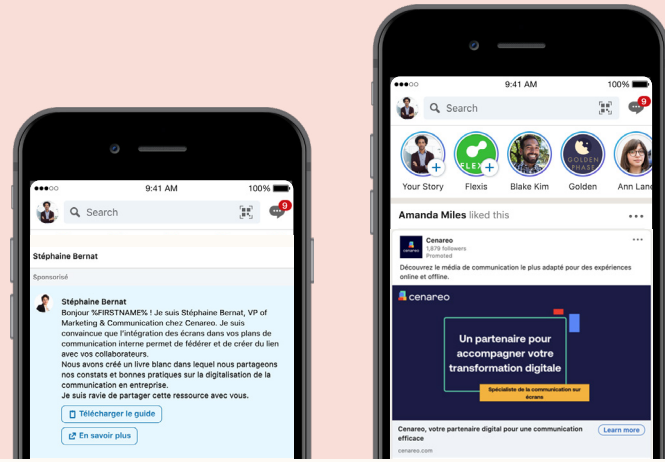 9:41 AM
100%
9
Search
Stéphaine Bernat
Sponsorisé
Stéphaine Bernat
Bonjour %FIRSTNAME% ! Je suis Stéphaine Bernat, VP of
Marketing & Communication chez Cenareo. Je suis
convaincue que l'intégration des écrans dans vos plans de
communication interne permet de fédérer et de créer du lien
avec vos collaborateurs.
Nous avons créé un livre blanc dans lequel nous partageons
nos constats et bonnes pratiques sur la digitalisation de la
communication en entreprise.
Je suis ravie de partager cette ressource avec vous.
Télécharger le guide
En savoir plus
9:41 AM
100%
9
Search
FLEXIS
GOLDEN
PHASE
Your Story
Flexis
Blake Kim
Golden
Ann Lan
Amanda Miles liked this
cenareo
Cenareo
1,879 followers
Promoted
Découvrez le média de communication le plus adapté pour des expériences
online et offline.
cenareo
Un partenaire pour
accompagner votre
transformation digitale
Spécialiste de la communication sur
écrans
Cenareo, votre partenaire digital pour une communication
efficace
Learn more
cenareo.com